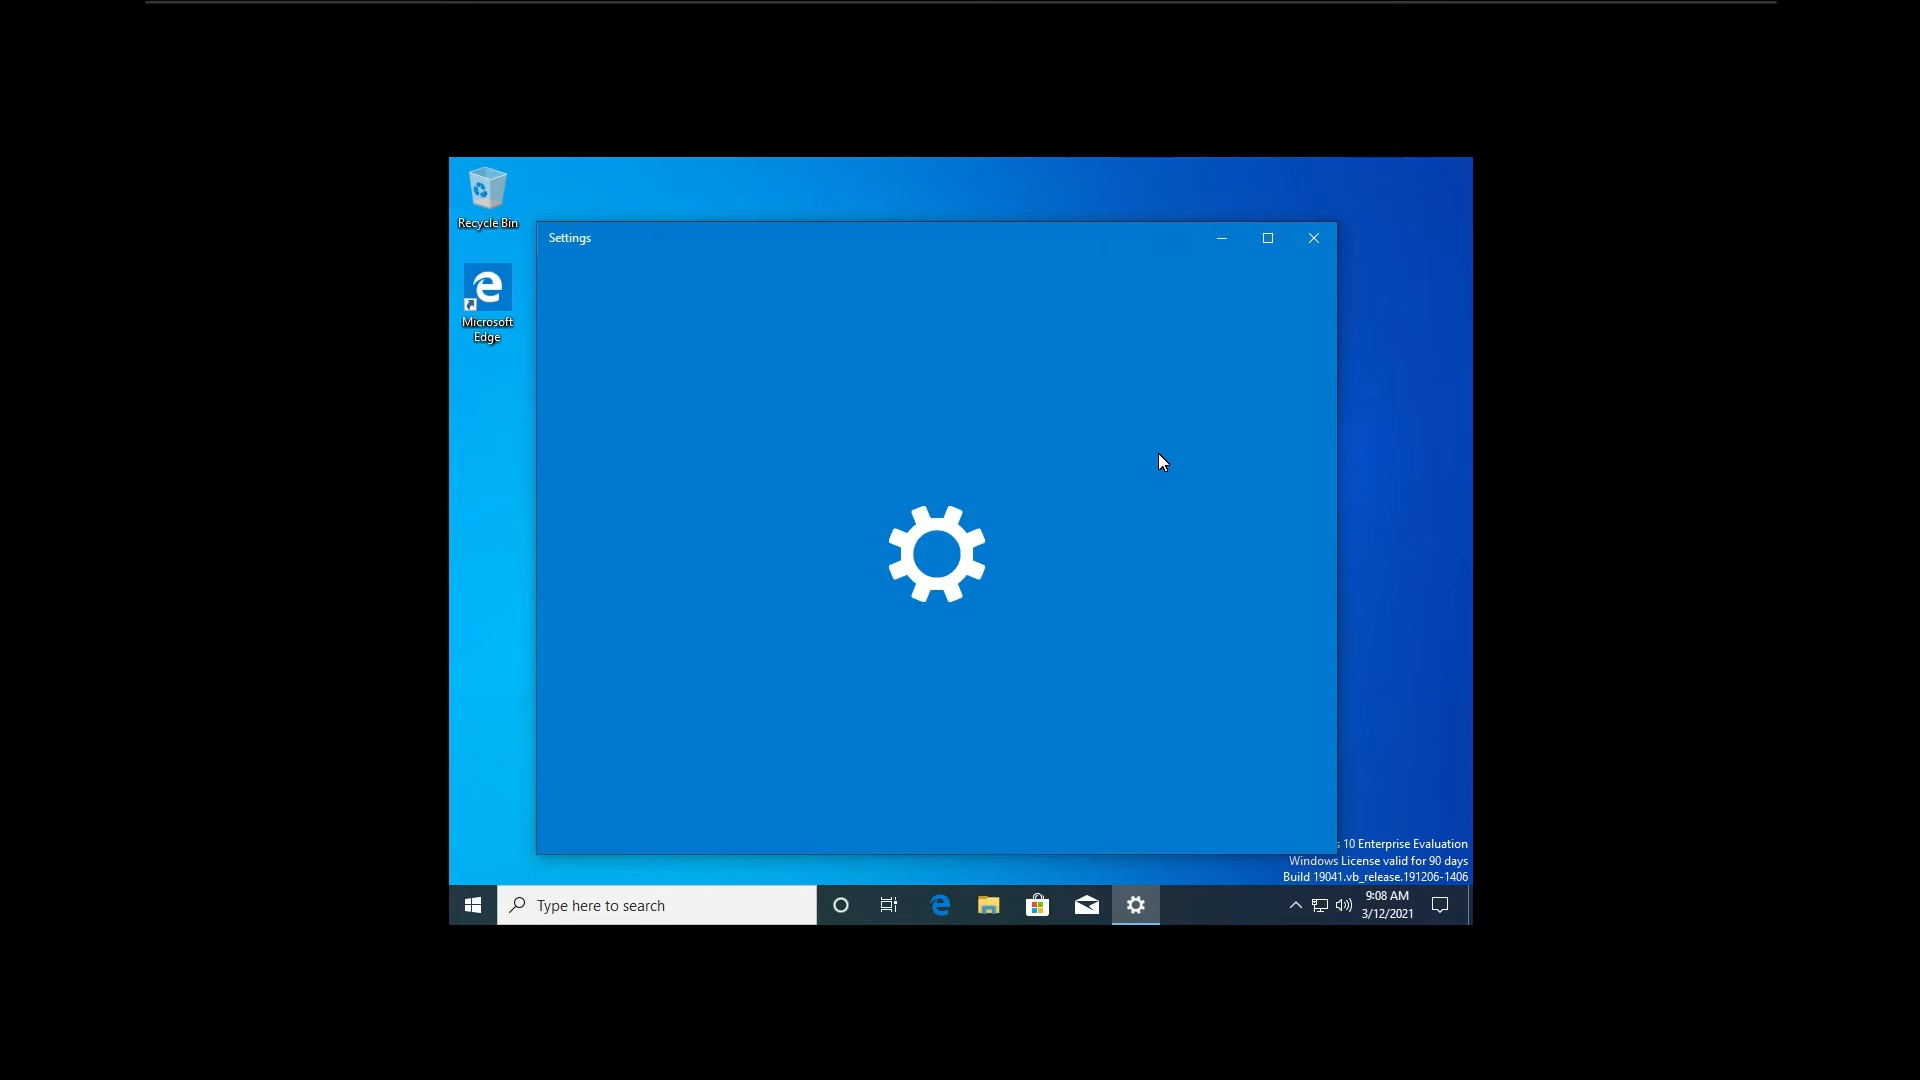 Recycle Bin
Settings
Microsoft
Edge
10 Enterprise Evaluation
Windows License valid for 90 days
Build 19041.vb_release.191206-1406
Type here to search
9:08 AM
3/12/2021